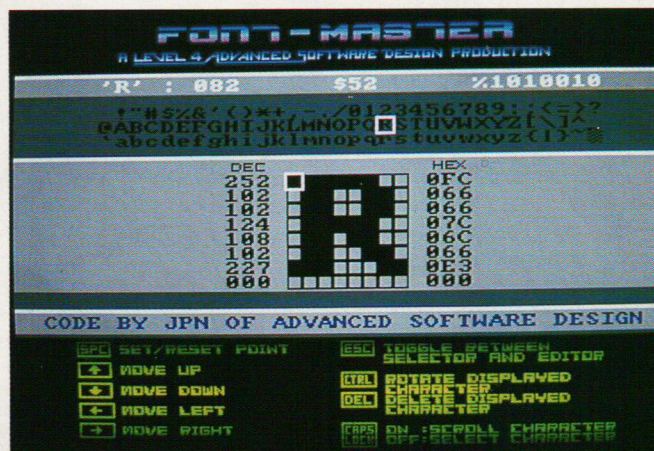 FONT-MASTER
A LEVEL 4/ADVANCED SOFTWARE DESIGN PRODUCTION
'R' : 082 $52 %1010010
!"#$%&'()*+,-./0123456789:;<=>?
@ABCDEFGHIJKLMNOPQRSTUVWXYZ[\]^
`abcdefghijklmnopqrstuvwxyz{|}~
DEC HEX
252 0FC
102 066
102 066
124 07C
108 06C
102 066
227 0E3
000 000
CODE BY JPN OF ADVANCED SOFTWARE DESIGN
SPC SET/RESET POINT
↑ MOVE UP
↓ MOVE DOWN
← MOVE LEFT
→ MOVE RIGHT
ESC TOGGLE BETWEEN
SELECTOR AND EDITOR
CTRL ROTATE DISPLAYED
CHARACTER
DEL DELETE DISPLAYED
CHARACTER
CAPS LOCK ON :SCROLL CHARACTER
OFF:SELECT CHARACTER